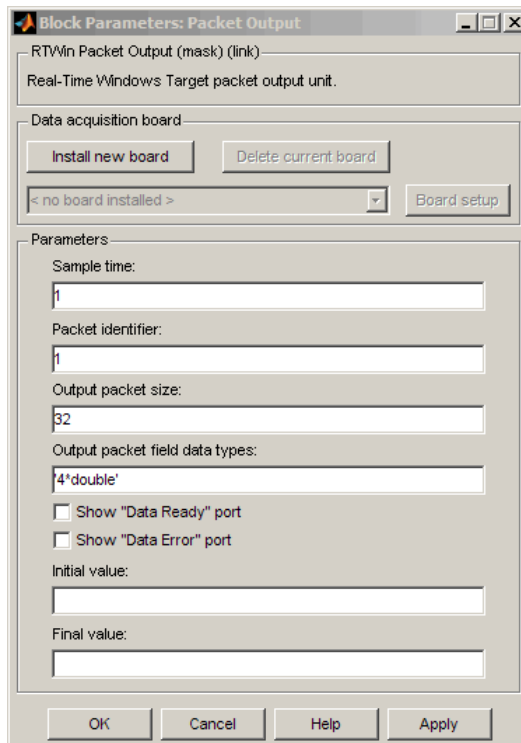 Block Parameters: Packet Output
RTWin Packet Output (mask) (link)
Real-Time Windows Target packet output unit.
Data acquisition board
Install new board
Delete current board
< no board installed >
Board setup
Parameters
Sample time:
1
Packet identifier:
1
Output packet size:
32
Output packet field data types:
'4*double'
Show "Data Ready" port
Show "Data Error" port
Initial value:
Final value:
OK
Cancel
Help
Apply